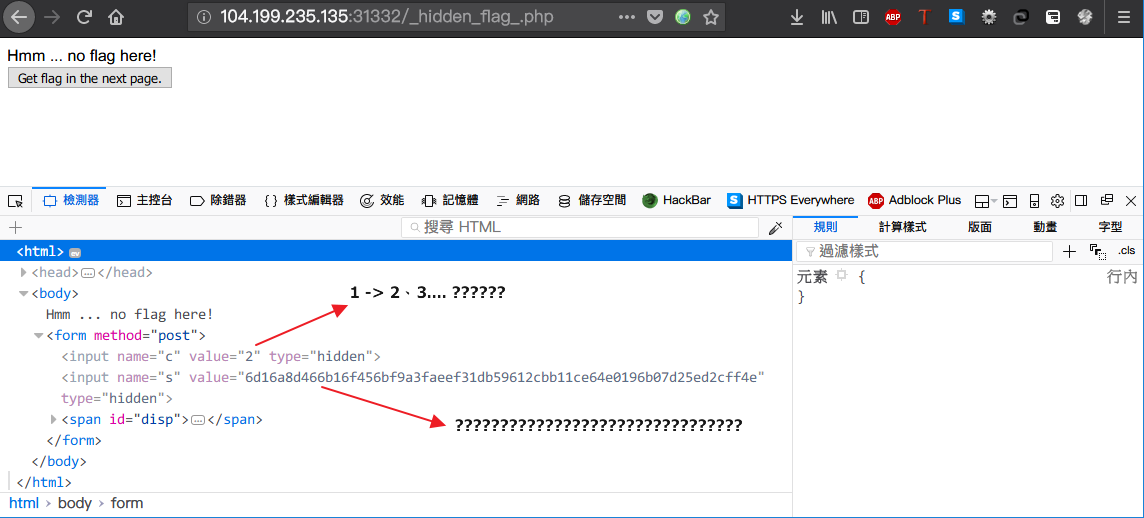 104.199.235.135:31332/_hidden_flag_.php
Hmm ... no flag here!
Get flag in the next page.
檢測器 主控台 除錯器 {} 樣式編輯器 效能 記憶體 網路 儲存空間 HackBar HTTPS Everywhere Adblock Plus
搜尋 HTML
規則 計算樣式 版面 動畫 字型
過濾樣式 .cls
<html> ev
<head> … </head>
<body>
Hmm ... no flag here!
<form method="post">
<input name="c" value="2" type="hidden">
<input name="s" value="6d16a8d466b16f456bf9a3faeef31db59612cbb11ce64e0196b07d25ed2cff4e"
type="hidden">
<span id="disp"> … </span>
</form>
</body>
</html>
html › body › form
1 -> 2、3.... ??????
????????????????????????????????
元素 { 行內
}